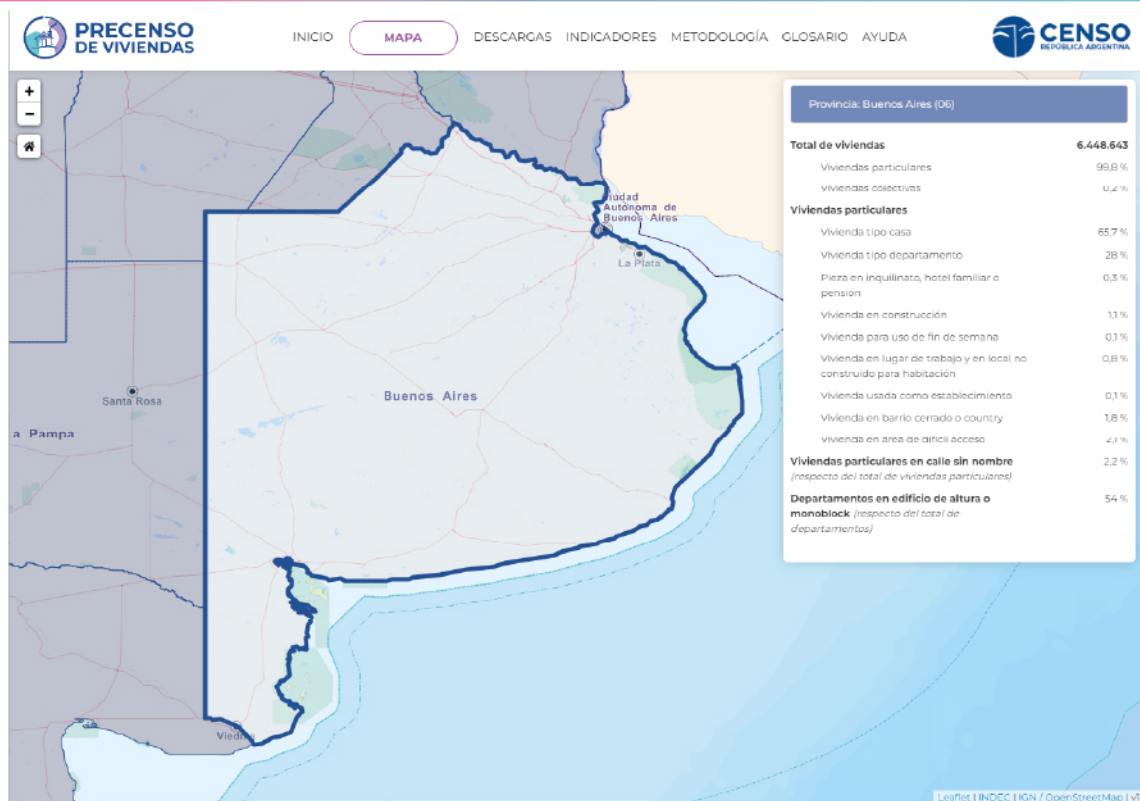 PRECENSO
DE VIVIENDAS
INICIO
MAPA
DESCARGAS
INDICADORES
METODOLOGÍA
GLOSARIO
AYUDA
CENSO
REPÚBLICA ARGENTINA
+
−
Provincia: Buenos Aires (06)
Total de viviendas 6.448.643
Viviendas particulares 99,8 %
Viviendas colectivas 0,2 %
Viviendas particulares
Vivienda tipo casa 65,7 %
Vivienda tipo departamento 28 %
Pieza en inquilinato, hotel familiar o 0,3 %
pensión
Vivienda en construcción 1,1 %
Vivienda para uso de fin de semana 0,1 %
Vivienda en lugar de trabajo y en local no 0,8 %
construido para habitación
Vivienda usada como establecimiento 0,1 %
Vivienda en barrio cerrado o country 1,8 %
Vivienda en área de difícil acceso 2,1 %
Viviendas particulares en calle sin nombre 2,2 %
(respecto del total de viviendas particulares)
Departamentos en edificio de altura o 54 %
monoblock (respecto del total de
departamentos)
iudad
Autónoma de
Buenos Aires
La Plata
Buenos Aires
Santa Rosa
a Pampa
Viedma
Leaflet | INDEC | IGN / OpenStreetMap |